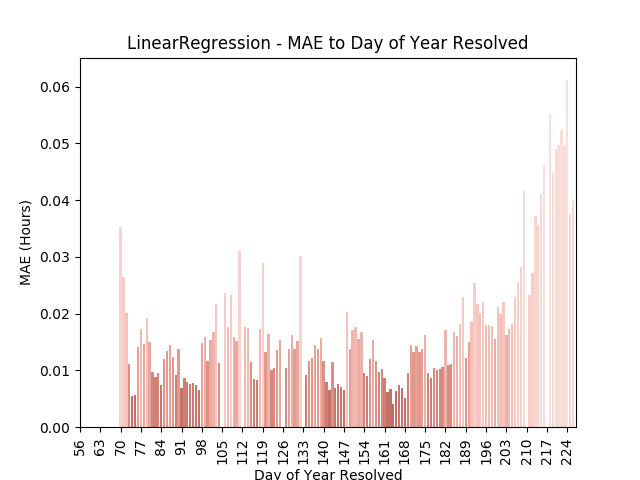 LinearRegression - MAE to Day of Year Resolved
0.06
0.05
0.04
0.03
0.02
0.01
0.00
MAE (Hours)
56 63 70 77 84 91 98 105 112 119 126 133 140 147 154 161 168 175 182 189 196 203 210 217 224
Day of Year Resolved